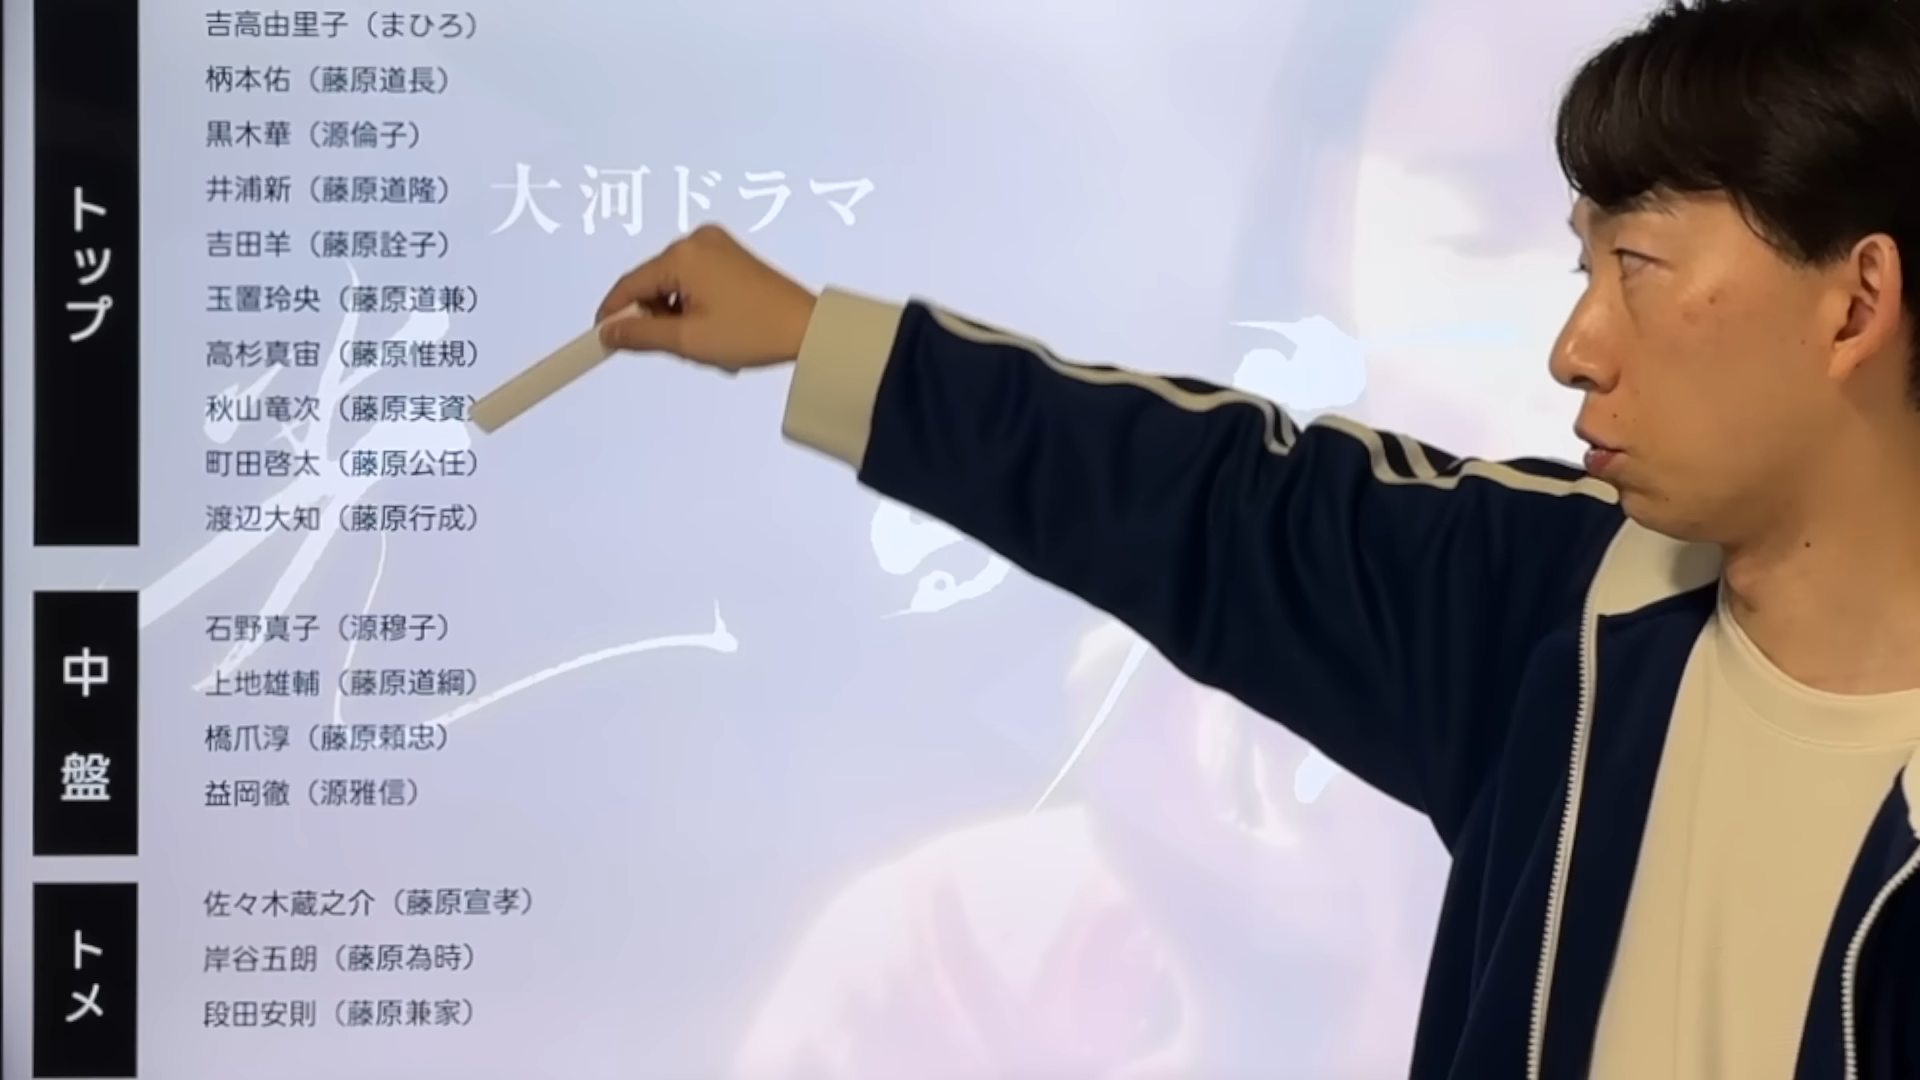 トップ
吉高由里子（まひろ）
柄本佑（藤原道長）
黒木華（源倫子）
井浦新（藤原道隆）
吉田羊（藤原詮子）
玉置玲央（藤原道兼）
高杉真宙（藤原惟規）
秋山竜次（藤原実資）
町田啓太（藤原公任）
渡辺大知（藤原行成）
大河ドラマ
中盤
石野真子（源穆子）
上地雄輔（藤原道綱）
橋爪淳（藤原頼忠）
益岡徹（源雅信）
トメ
佐々木蔵之介（藤原宣孝）
岸谷五朗（藤原為時）
段田安則（藤原兼家）